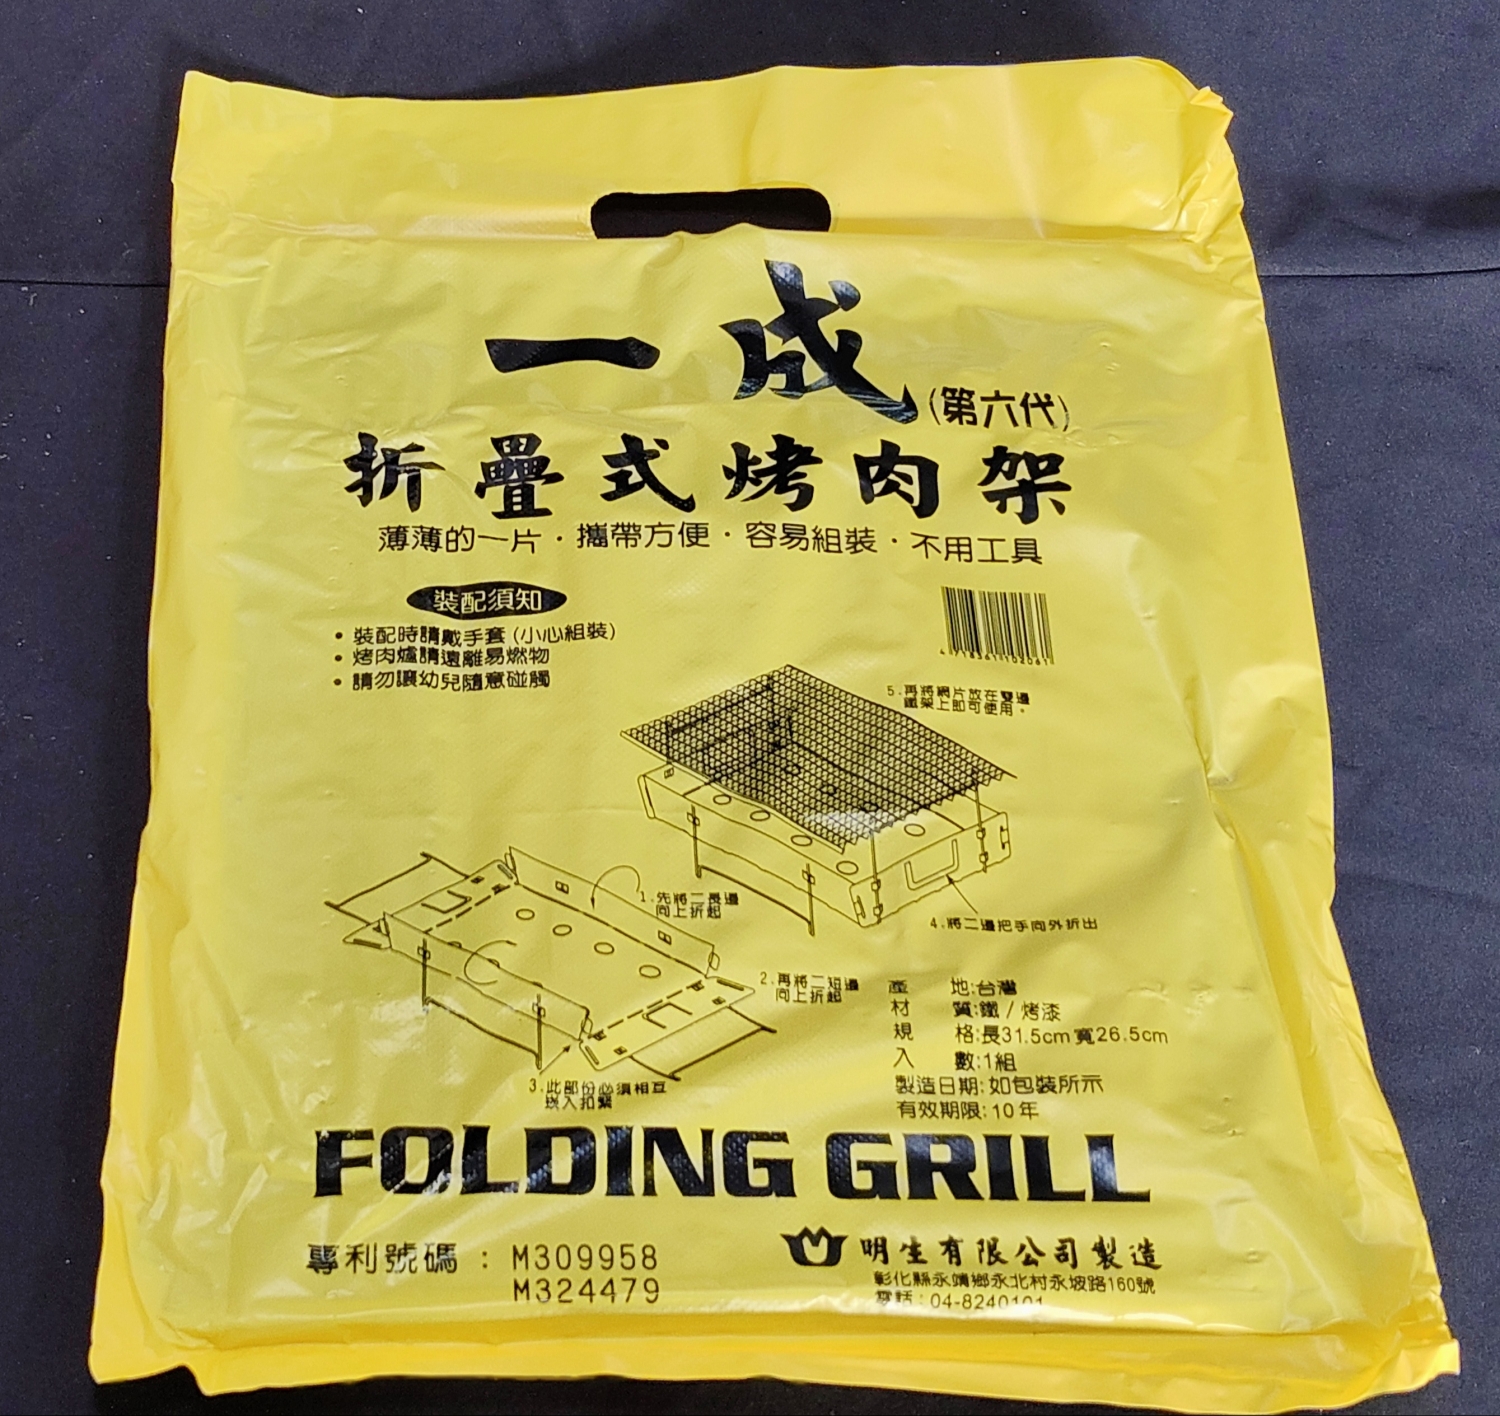 一成(第六代)
折疊式烤肉架
薄薄的一片·攜帶方便·容易組裝·不用工具
裝配須知
• 裝配時請戴手套(小心組裝)
• 烤肉爐請遠離易燃物
• 請勿讓幼兒隨意碰觸
5.再將網片放在雙邊
鐵架上即可使用。
1.先將二長邊
向上折起
4.將二邊把手向外折出
2.再將二短邊
向上折起
3.此部份必須相互
崁入扣緊
產 地:台灣
材 質:鐵/烤漆
規 格:長31.5cm寬26.5cm
入 數:1組
製造日期:如包裝所示
有效期限:10年
FOLDING GRILL
專利號碼:M309958
M324479
明生有限公司製造
彰化縣永靖鄉永北村永坡路160號
電話:04-8240101